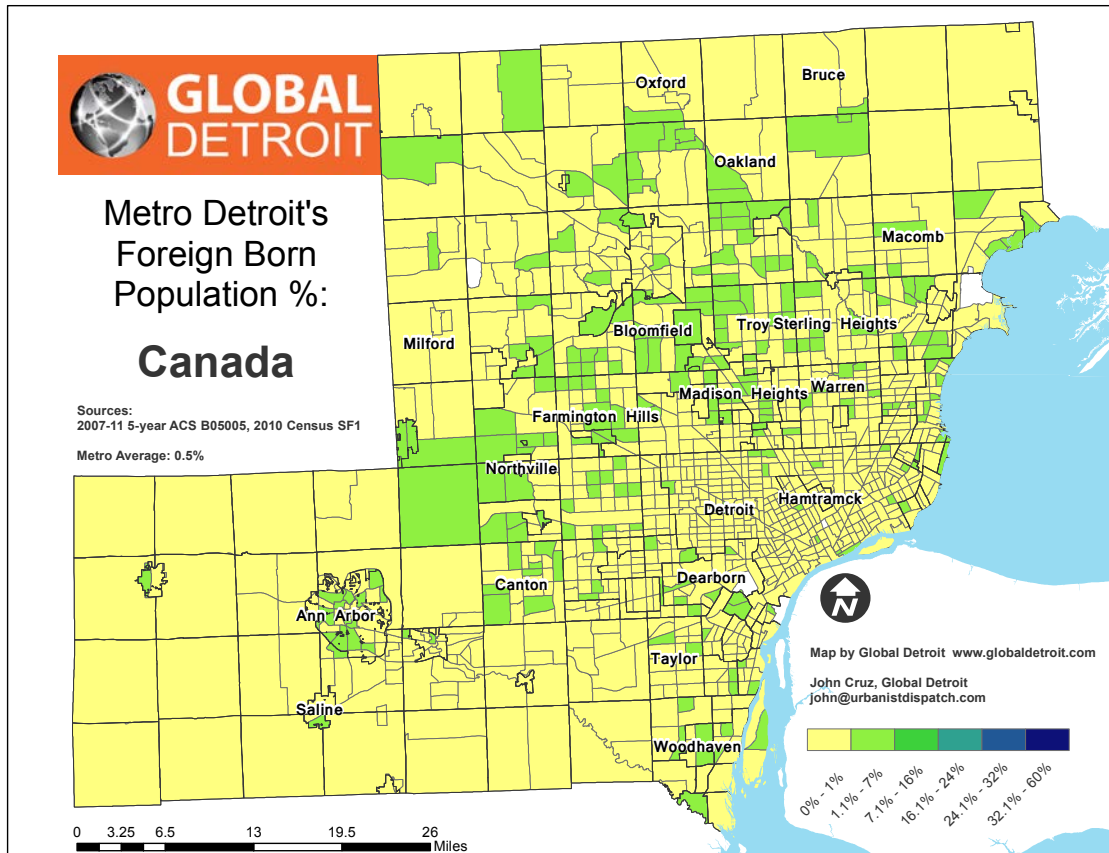 GLOBAL
DETROIT
Metro Detroit's
Foreign Born
Population %:
Canada
Sources:
2007-11 5-year ACS B05005, 2010 Census SF1
Metro Average: 0.5%
Oxford
Bruce
Oakland
Macomb
Milford
Bloomfield
Troy
Sterling Heights
Madison Heights
Warren
Farmington Hills
Northville
Hamtramck
Detroit
Canton
Dearborn
Ann Arbor
Taylor
Saline
Woodhaven
N
Map by Global Detroit www.globaldetroit.com
John Cruz, Global Detroit
john@urbanistdispatch.com
0% - 1%
1.1% - 7%
7.1% - 16%
16.1% - 24%
24.1% - 32%
32.1% - 60%
0 3.25 6.5 13 19.5 26
Miles